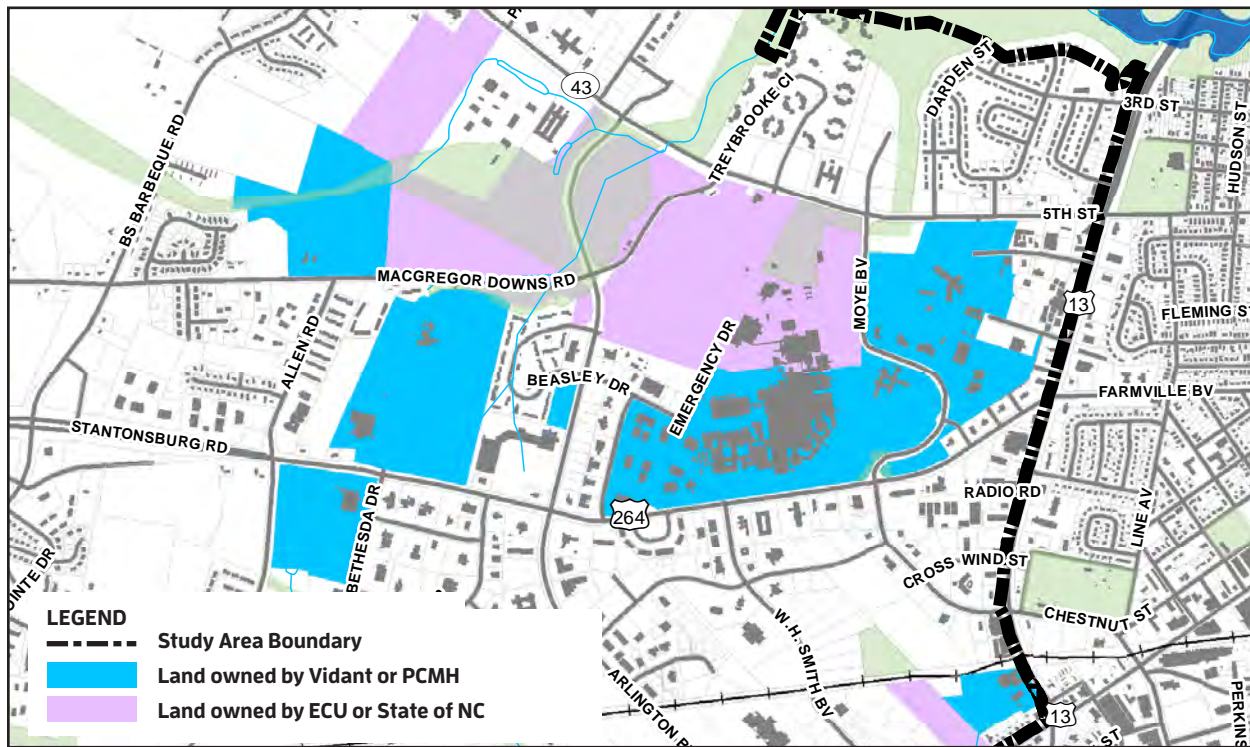 43
DARDEN ST
3RD ST
HUDSON ST
BS BARBEQUE RD
TREYBROOKE CI
5TH ST
MACGREGOR DOWNS RD
MOYE BV
13
FLEMING ST
ALLEN RD
EMERGENCY DR
BEASLEY DR
FARMVILLE BV
STANTONSBURG RD
RADIO RD
264
LINE AV
BETHESDA DR
CROSS WIND ST
CHESTNUT ST
W.H. SMITH BV
ARLINGTON
13
ST
LEGEND
Study Area Boundary
Land owned by Vidant or PCMH
Land owned by ECU or State of NC